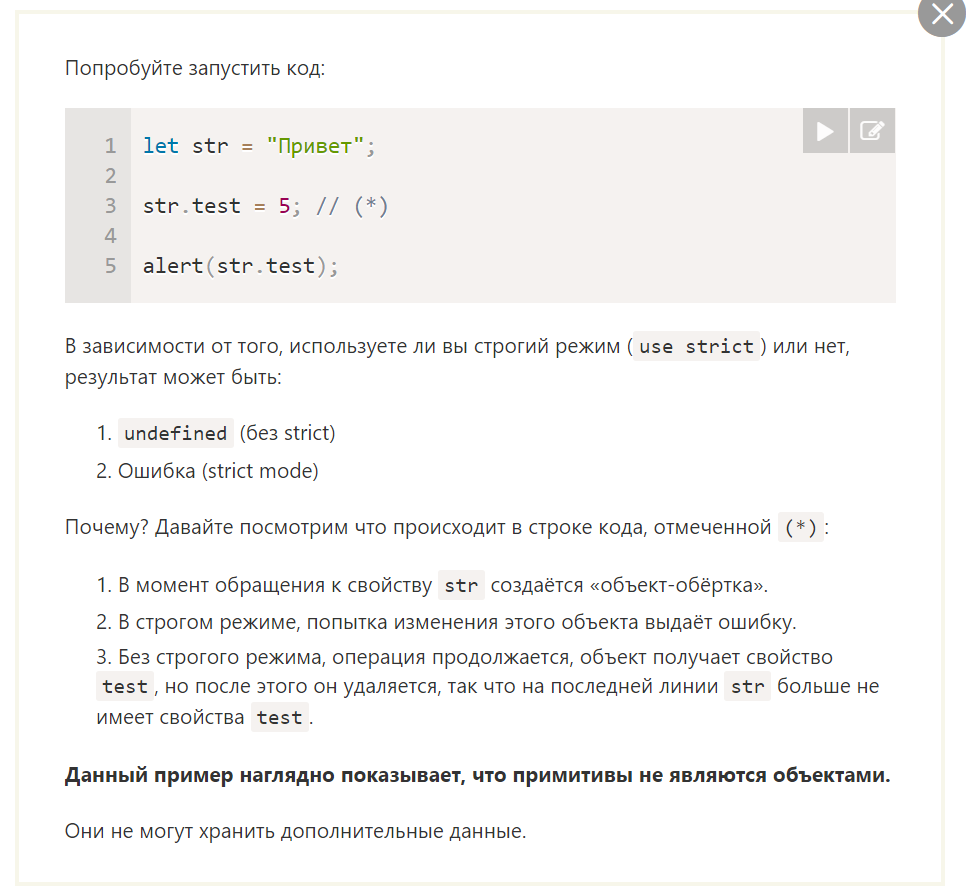 Попробуйте запустить код:
1 let str = "Привет";
2
3 str.test = 5; // (*)
4
5 alert(str.test);
В зависимости от того, используете ли вы строгий режим (use strict) или нет,
результат может быть:
1. undefined (без strict)
2. Ошибка (strict mode)
Почему? Давайте посмотрим что происходит в строке кода, отмеченной (*):
1. В момент обращения к свойству str создаётся «объект-обёртка».
2. В строгом режиме, попытка изменения этого объекта выдаёт ошибку.
3. Без строгого режима, операция продолжается, объект получает свойство
test, но после этого он удаляется, так что на последней линии str больше не
имеет свойства test.
Данный пример наглядно показывает, что примитивы не являются объектами.
Они не могут хранить дополнительные данные.